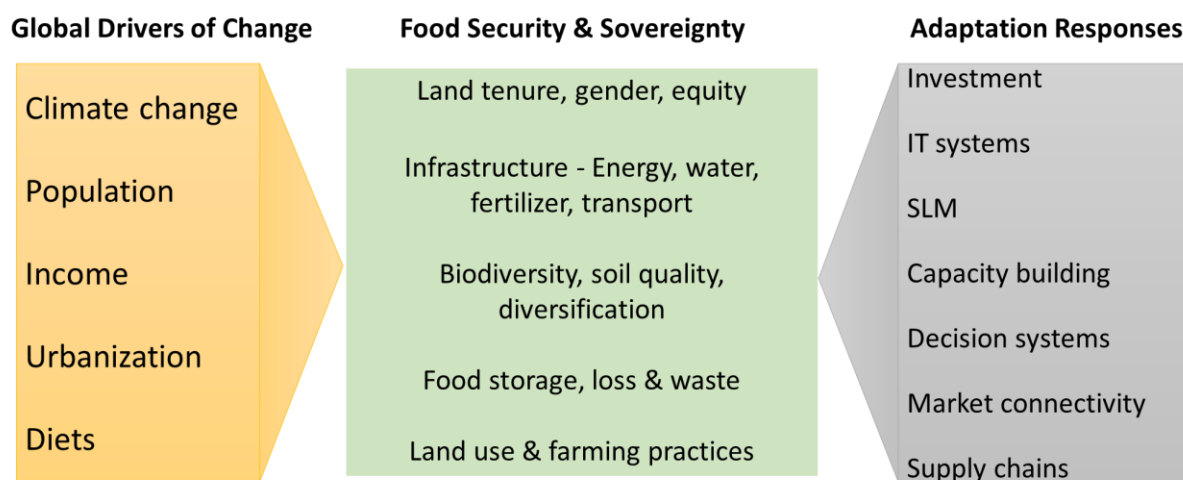 Global Drivers of Change
Climate change
Population
Income
Urbanization
Diets
Food Security & Sovereignty
Land tenure, gender, equity
Infrastructure - Energy, water,
fertilizer, transport
Biodiversity, soil quality,
diversification
Food storage, loss & waste
Land use & farming practices
Adaptation Responses
Investment
IT systems
SLM
Capacity building
Decision systems
Market connectivity
Supply chains